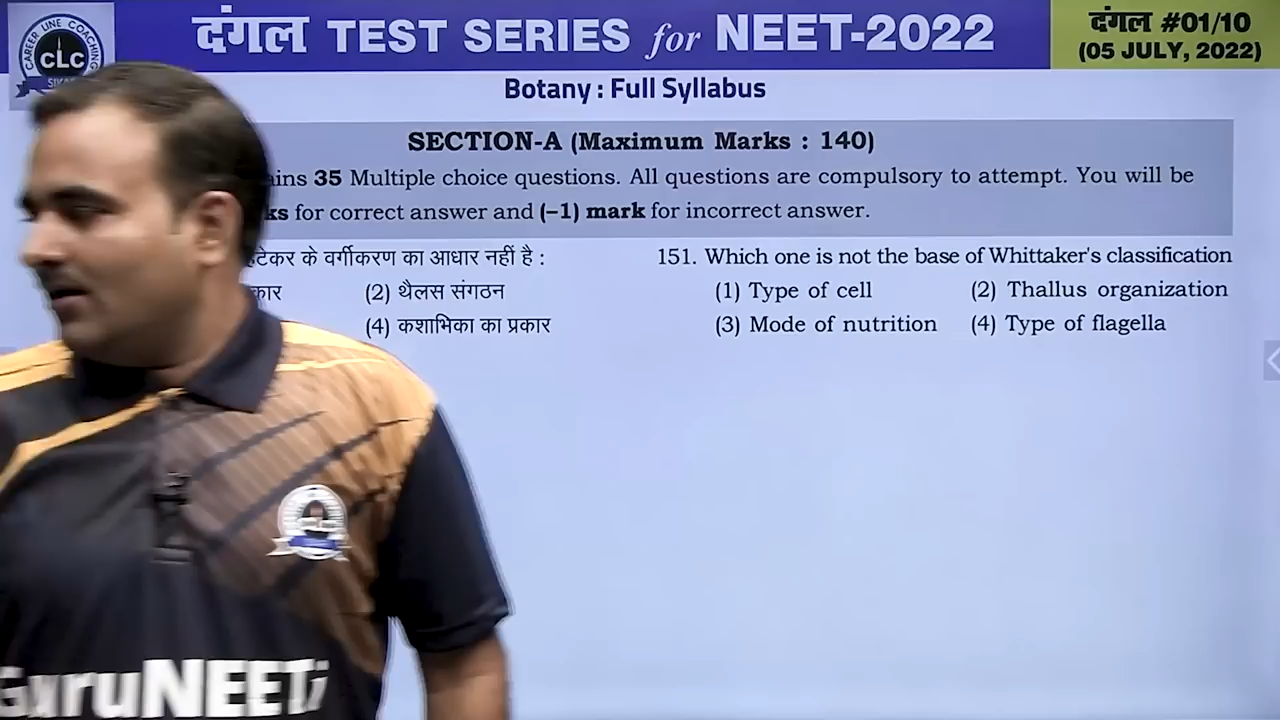 CAREER LINE COACHING
CLC
दंगल TEST SERIES for NEET-2022
दंगल #01/10
(05 JULY, 2022)
Botany : Full Syllabus
SECTION-A (Maximum Marks : 140)
35 Multiple choice questions. All questions are compulsory to attempt. You will be
for correct answer and (–1) mark for incorrect answer.
के वर्गीकरण का आधार नहीं है :
(2) थैलस संगठन
(4) कशाभिका का प्रकार
151. Which one is not the base of Whittaker's classification
(1) Type of cell (2) Thallus organization
(3) Mode of nutrition (4) Type of flagella
CLC
GuruNEETi